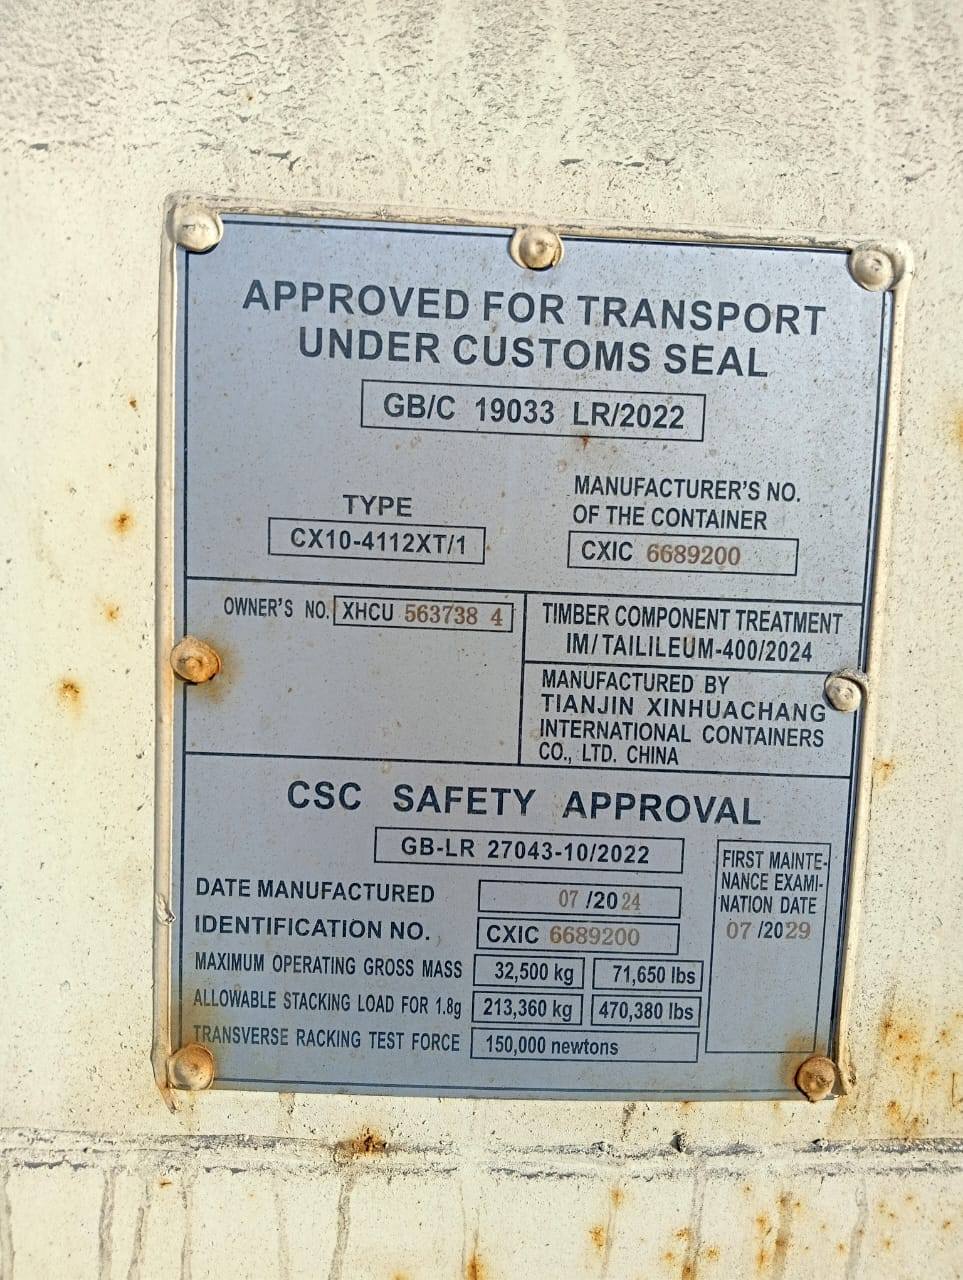 APPROVED FOR TRANSPORT
UNDER CUSTOMS SEAL
GB/C 19033 LR/2022
TYPE
CX10-4112XT/1
MANUFACTURER'S NO.
OF THE CONTAINER
CXIC 6689200
OWNER'S NO. XHCU 563738 4
TIMBER COMPONENT TREATMENT
IM/TAILILEUM-400/2024
MANUFACTURED BY
TIANJIN XINHUACHANG
INTERNATIONAL CONTAINERS
CO., LTD. CHINA
CSC SAFETY APPROVAL
GB-LR 27043-10/2022
DATE MANUFACTURED 07 /2024
IDENTIFICATION NO. CXIC 6689200
MAXIMUM OPERATING GROSS MASS 32,500 kg 71,650 lbs
ALLOWABLE STACKING LOAD FOR 1.8g 213,360 kg 470,380 lbs
TRANSVERSE RACKING TEST FORCE 150,000 newtons
FIRST MAINTE-
NANCE EXAMI-
NATION DATE
07 /2029